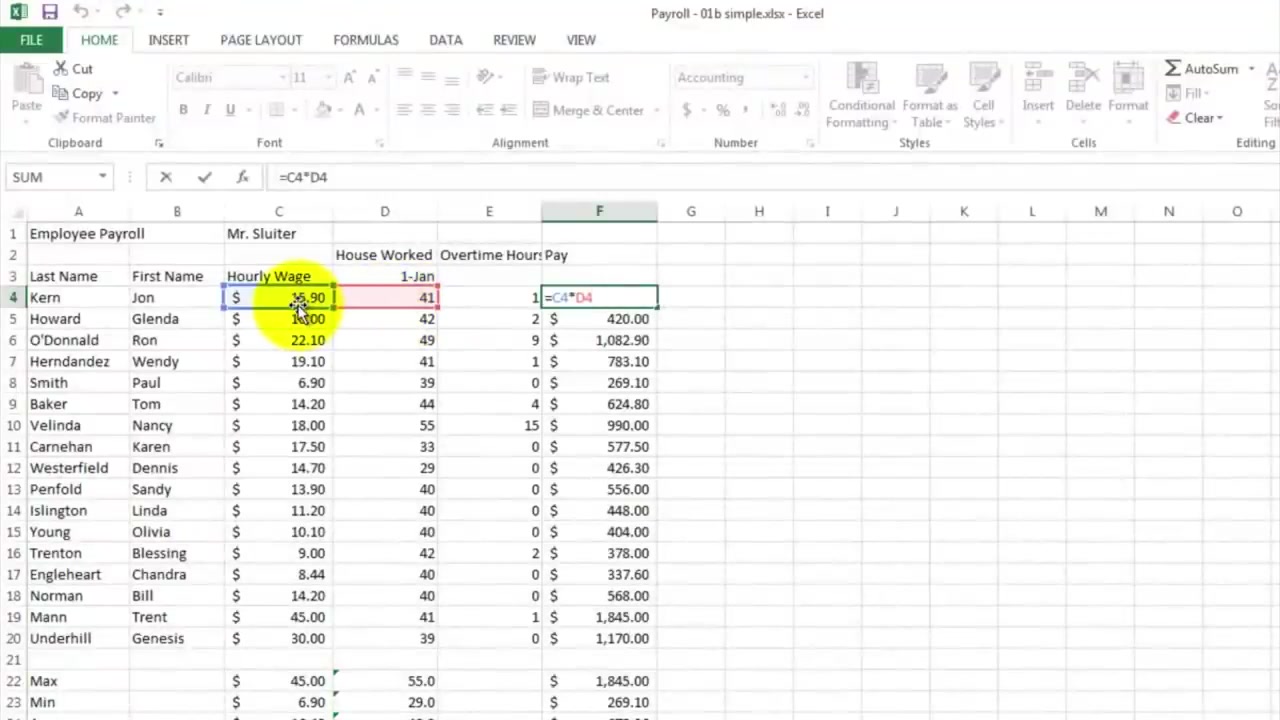 Payroll - 01b simple.xlsx - Excel
FILE HOME INSERT PAGE LAYOUT FORMULAS DATA REVIEW VIEW
Cut Calibri 11 A A Wrap Text Accounting AutoSum
Paste Copy B I U A Merge & Center $ % , Conditional Formatting Format as Table Cell Styles Insert Delete Format Fill
Format Painter Clear
Clipboard Font Alignment Number Styles Cells Editing
SUM fx =C4*D4
A B C D E F G H I J K L M N O
1 Employee Payroll Mr. Sluiter
2 House Worked Overtime Hours Pay
3 Last Name First Name Hourly Wage 1-Jan
4 Kern Jon $ 15.90 41 1 =C4*D4
5 Howard Glenda $ 42 2 $ 420.00
6 O'Donnald Ron $ 22.10 49 9 $ 1,082.90
7 Herndandez Wendy $ 19.10 41 1 $ 783.10
8 Smith Paul $ 6.90 39 0 $ 269.10
9 Baker Tom $ 14.20 44 4 $ 624.80
10 Velinda Nancy $ 18.00 55 15 $ 990.00
11 Carnehan Karen $ 17.50 33 0 $ 577.50
12 Westerfield Dennis $ 14.70 29 0 $ 426.30
13 Penfold Sandy $ 13.90 40 0 $ 556.00
14 Islington Linda $ 11.20 40 0 $ 448.00
15 Young Olivia $ 10.10 40 0 $ 404.00
16 Trenton Blessing $ 9.00 42 2 $ 378.00
17 Engleheart Chandra $ 8.44 40 0 $ 337.60
18 Norman Bill $ 14.20 40 0 $ 568.00
19 Mann Trent $ 45.00 41 1 $ 1,845.00
20 Underhill Genesis $ 30.00 39 0 $ 1,170.00
21
22 Max $ 45.00 55.0 $ 1,845.00
23 Min $ 6.90 29.0 $ 269.10